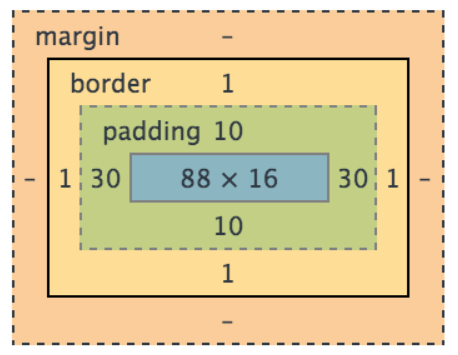 margin -
border 1
padding 10
- 1 30 88 × 16 30 1 -
10
1
-